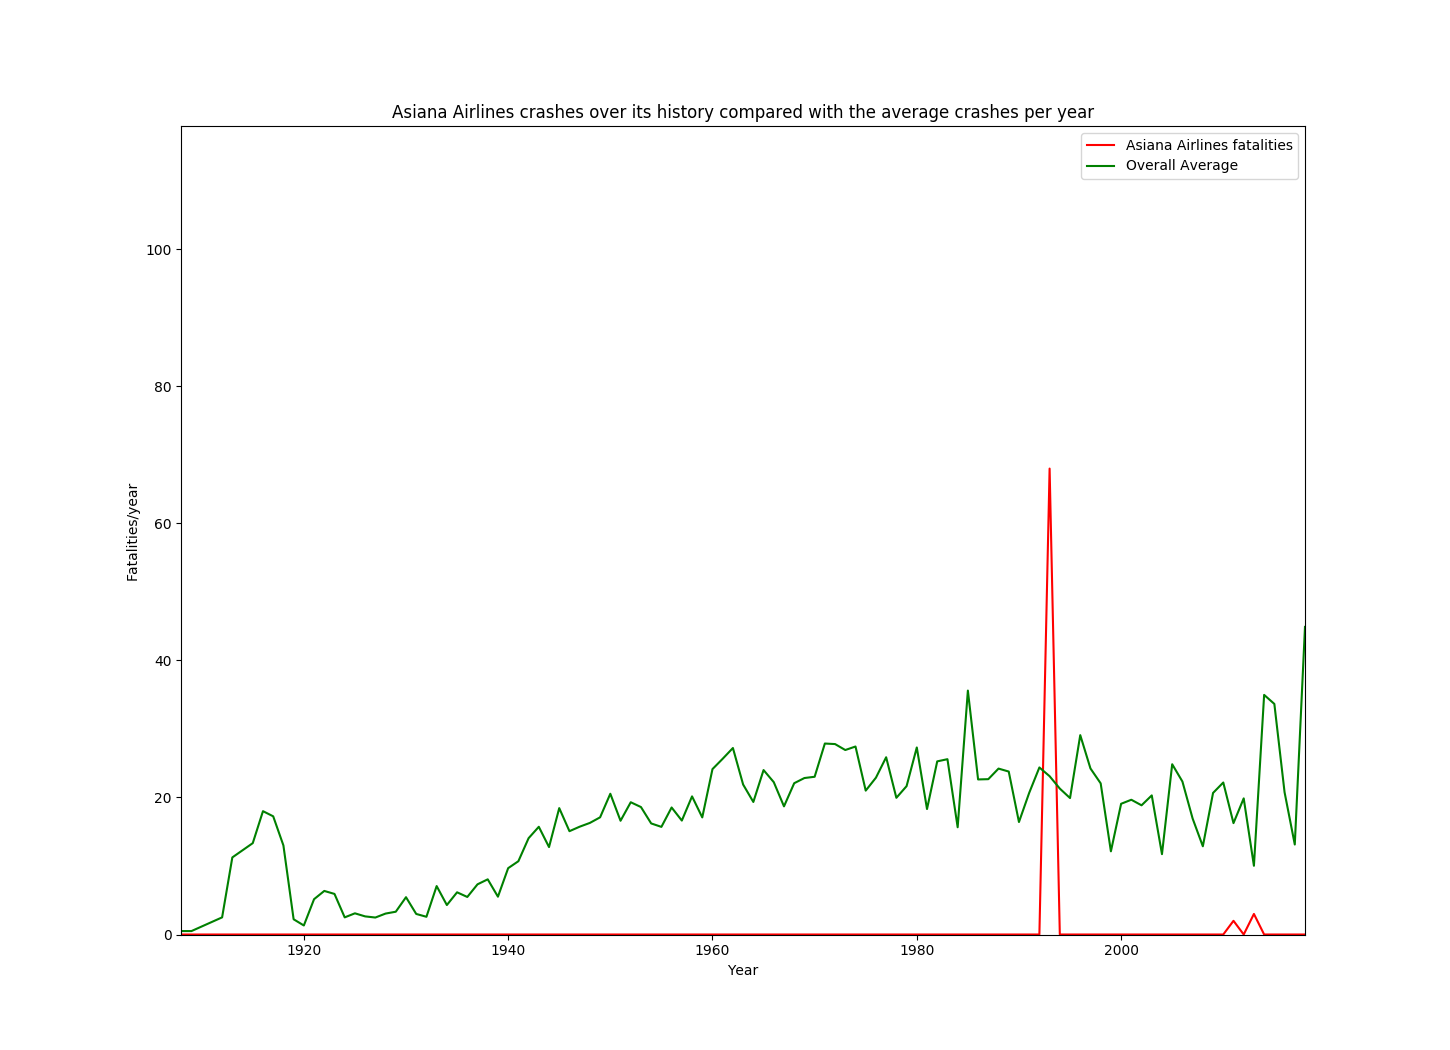 Asiana Airlines crashes over its history compared with the average crashes per year
Asiana Airlines fatalities
Overall Average
100
80
60
40
20
0
Fatalities/year
1920 1940 1960 1980 2000
Year